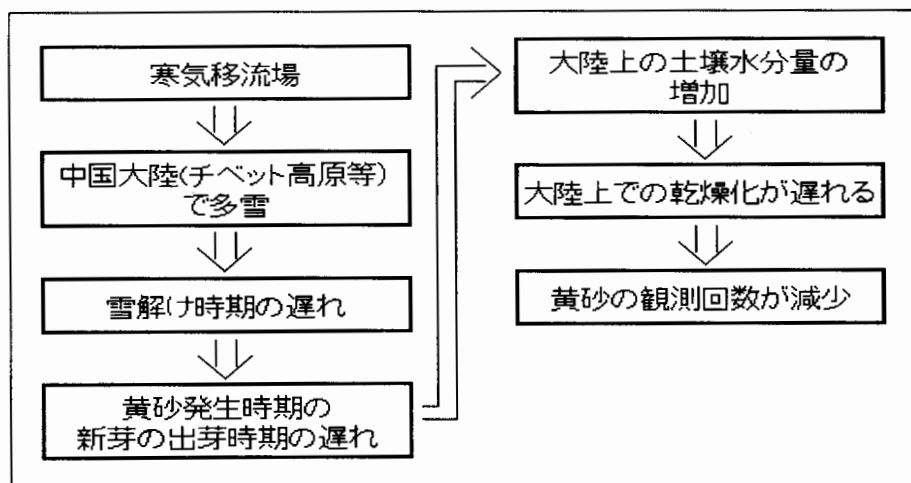 寒気移流場
中国大陸(チベット高原等)
で多雪
雪解け時期の遅れ
黄砂発生時期の
新芽の出芽時期の遅れ
大陸上の土壌水分量の
増加
大陸上での乾燥化が遅れる
黄砂の観測回数が減少